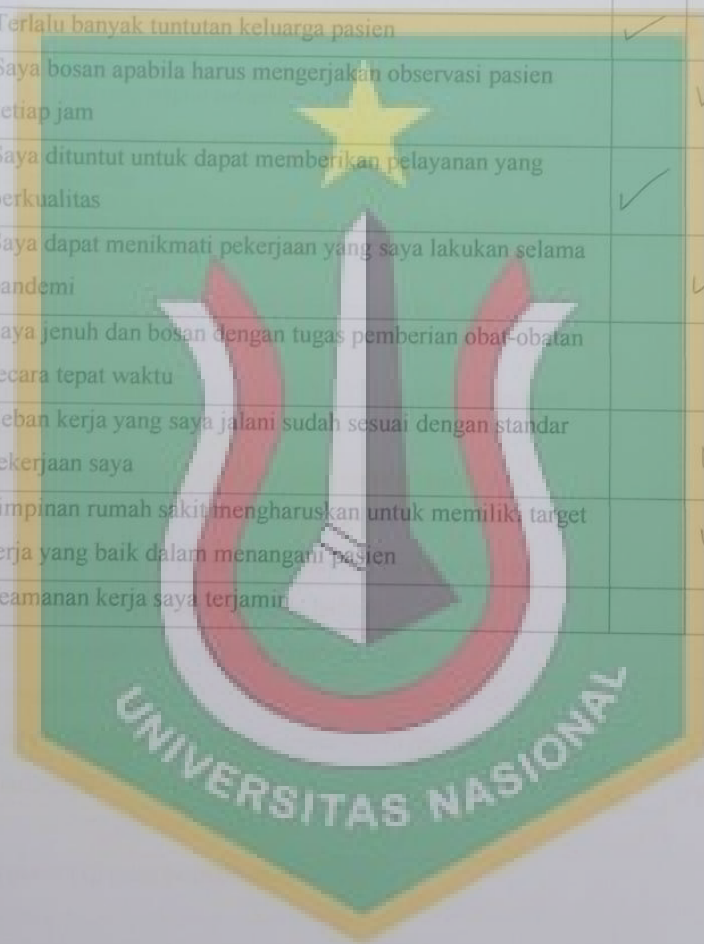 Terlalu banyak tuntutan keluarga pasien
Saya bosan apabila harus mengerjakan observasi pasien
etiap jam
Saya dituntut untuk dapat memberikan pelayanan yang
berkualitas
Saya dapat menikmati pekerjaan yang saya lakukan selama
andemi
aya jenuh dan bosan dengan tugas pemberian obat-obatan
ecara tepat waktu
eban kerja yang saya jalani sudah sesuai dengan standar
ekerjaan saya
impinan rumah sakit mengharuskan untuk memiliki target
erja yang baik dalam menangani pasien
eamanan kerja saya terjamin
UNIVERSITAS NASIONAL